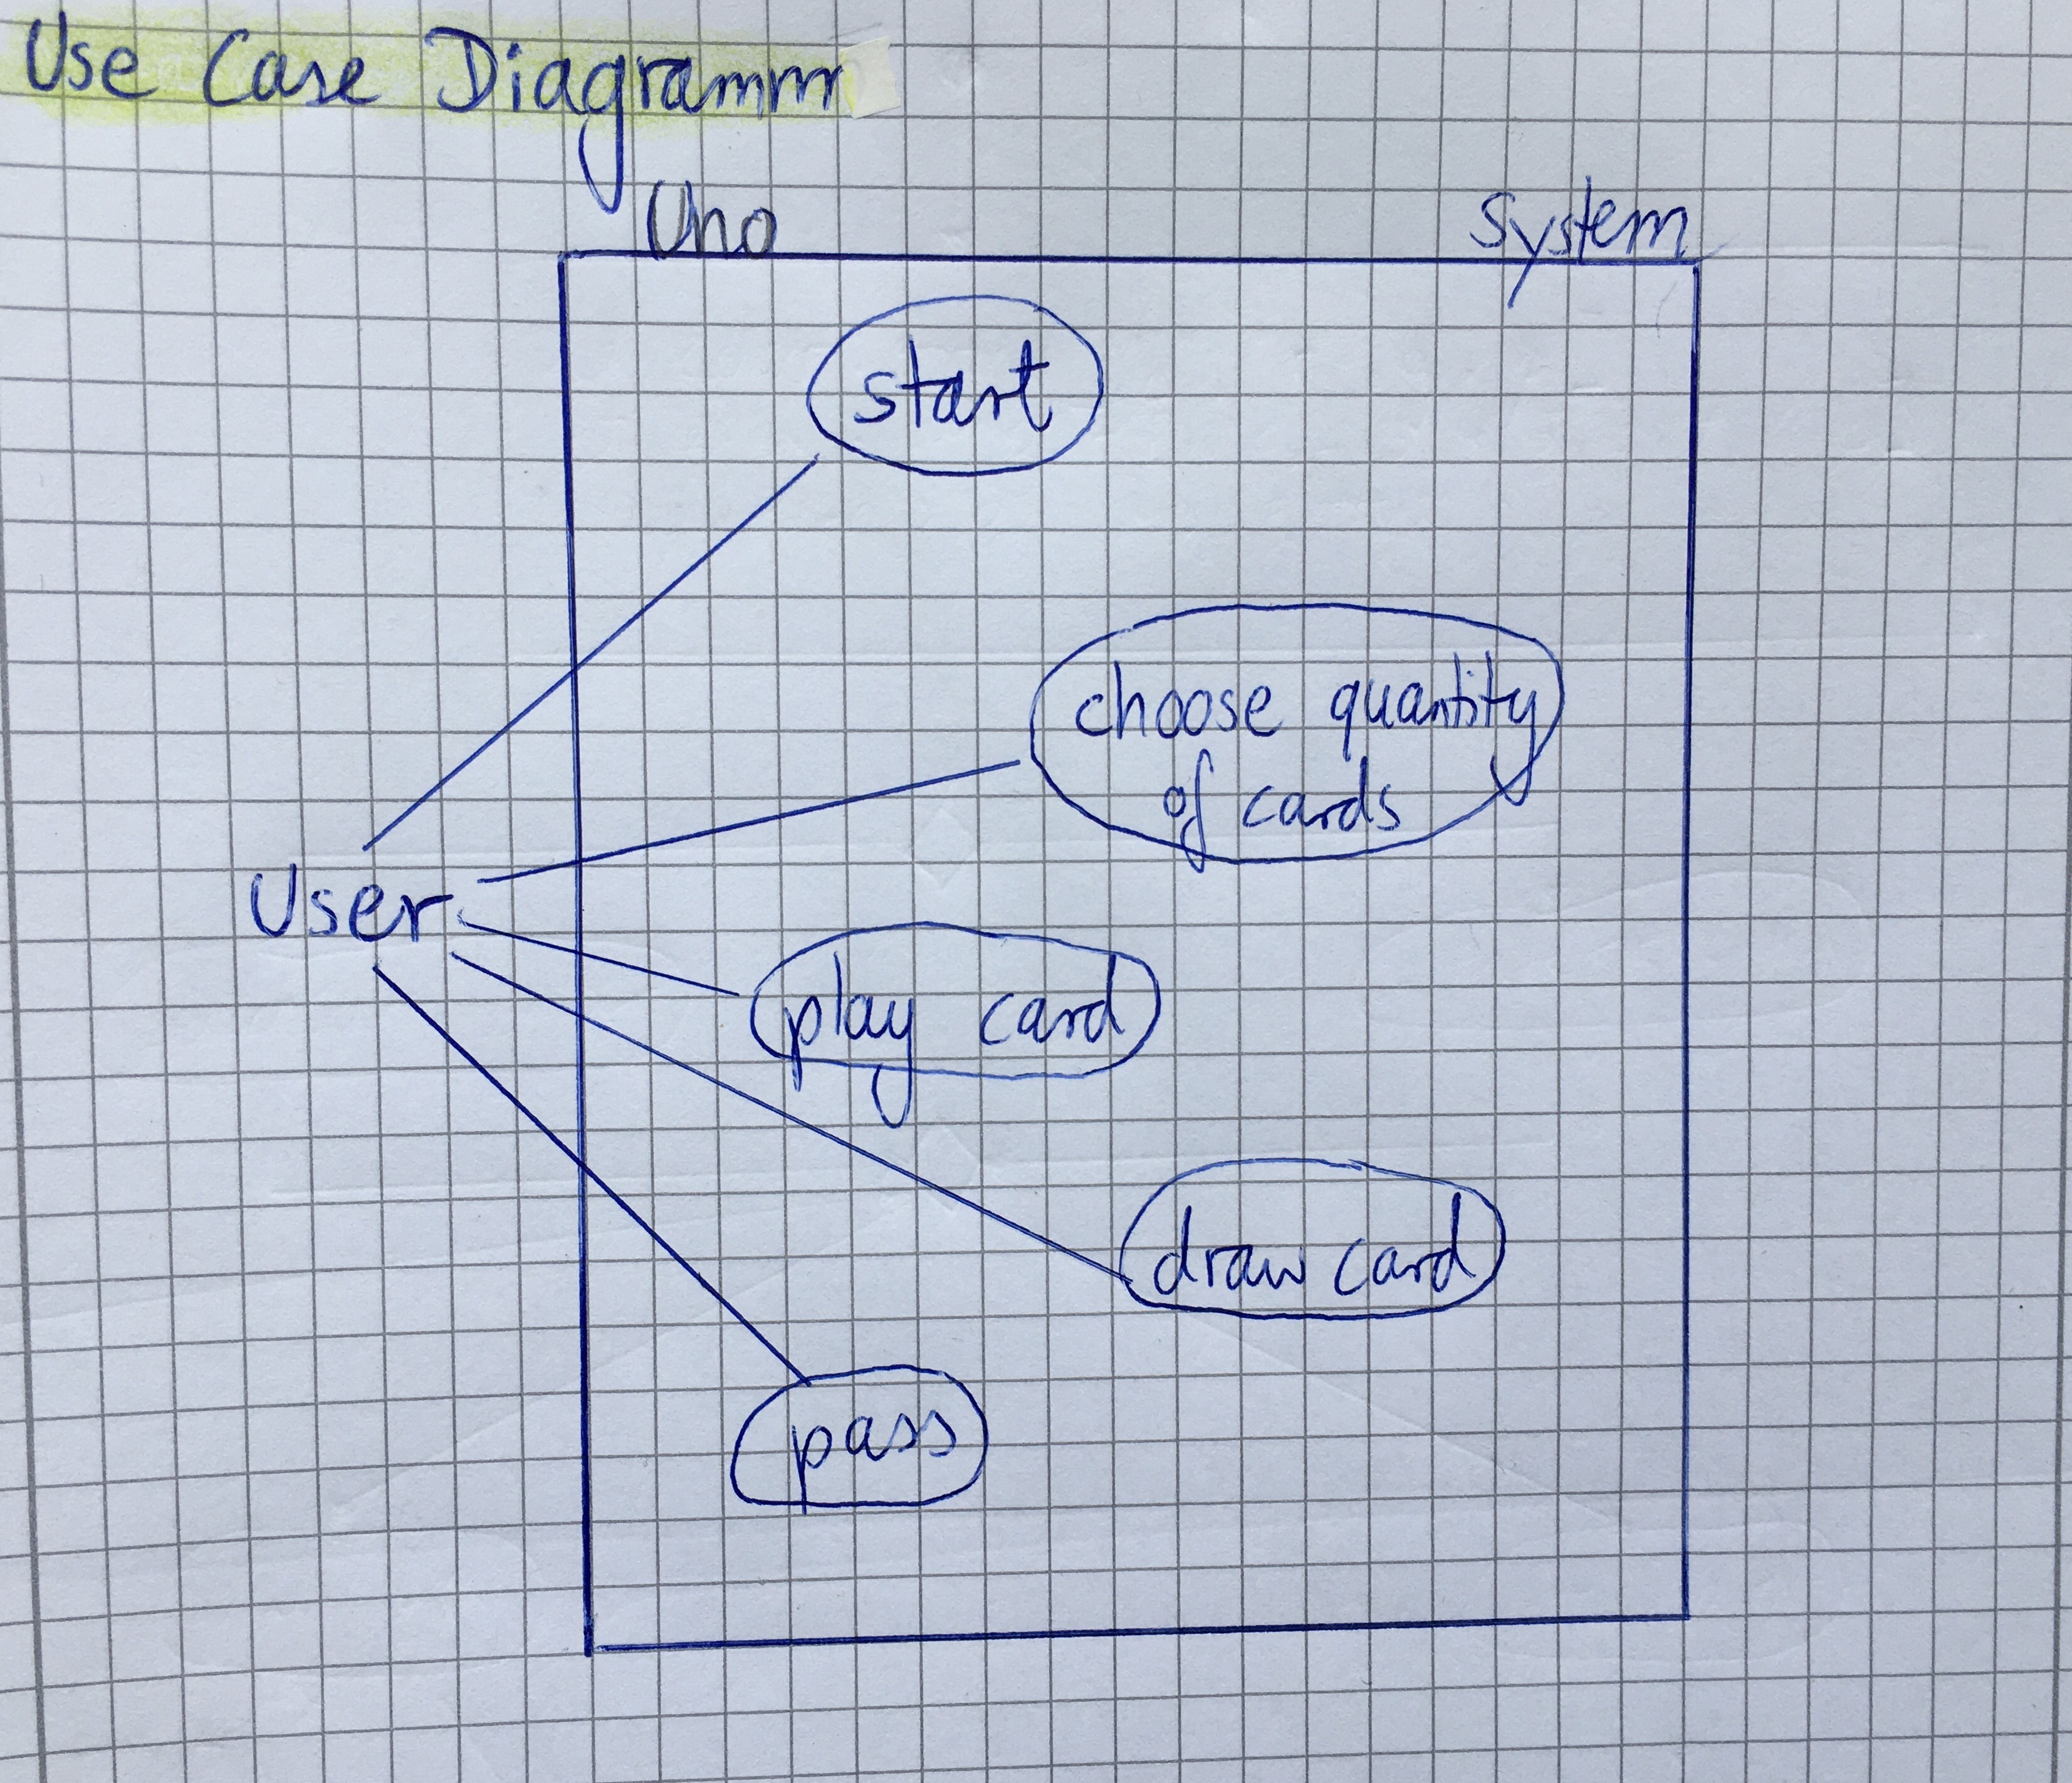 Use Case Diagramm
Uno System
start
choose quantity
of cards
User
play card
draw card
pass